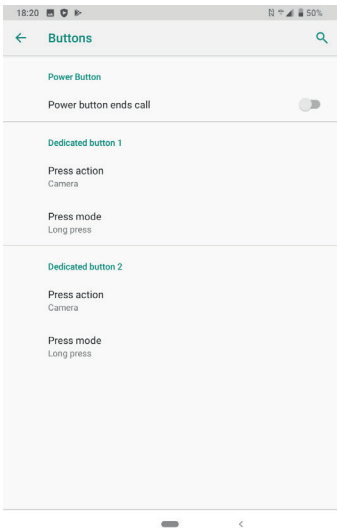 18:20 50%
Buttons
Power Button
Power button ends call
Dedicated button 1
Press action
Camera
Press mode
Long press
Dedicated button 2
Press action
Camera
Press mode
Long press